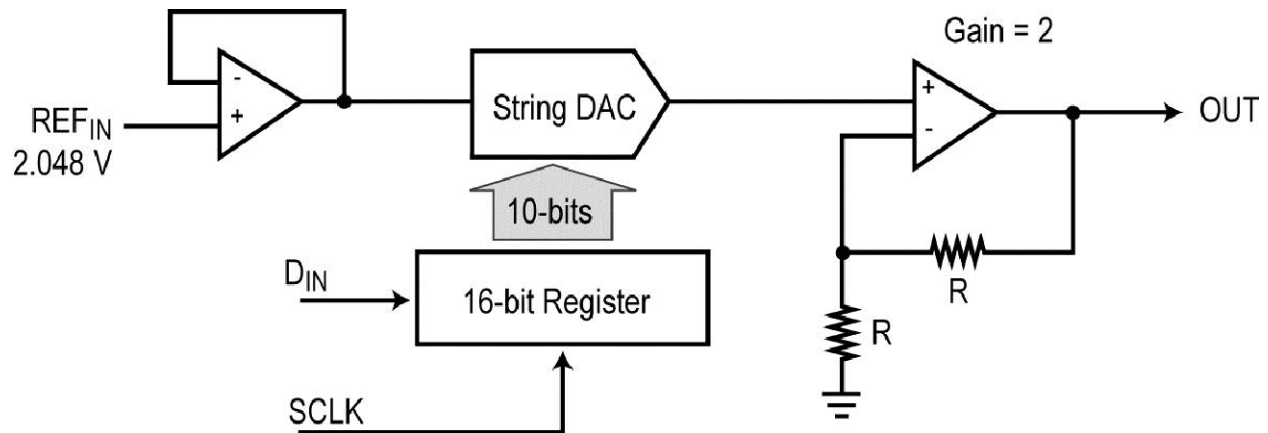 Gain = 2
-
+
REF_IN
2.048 V
String DAC
+
-
OUT
10-bits
R
D_IN
16-bit Register
R
SCLK